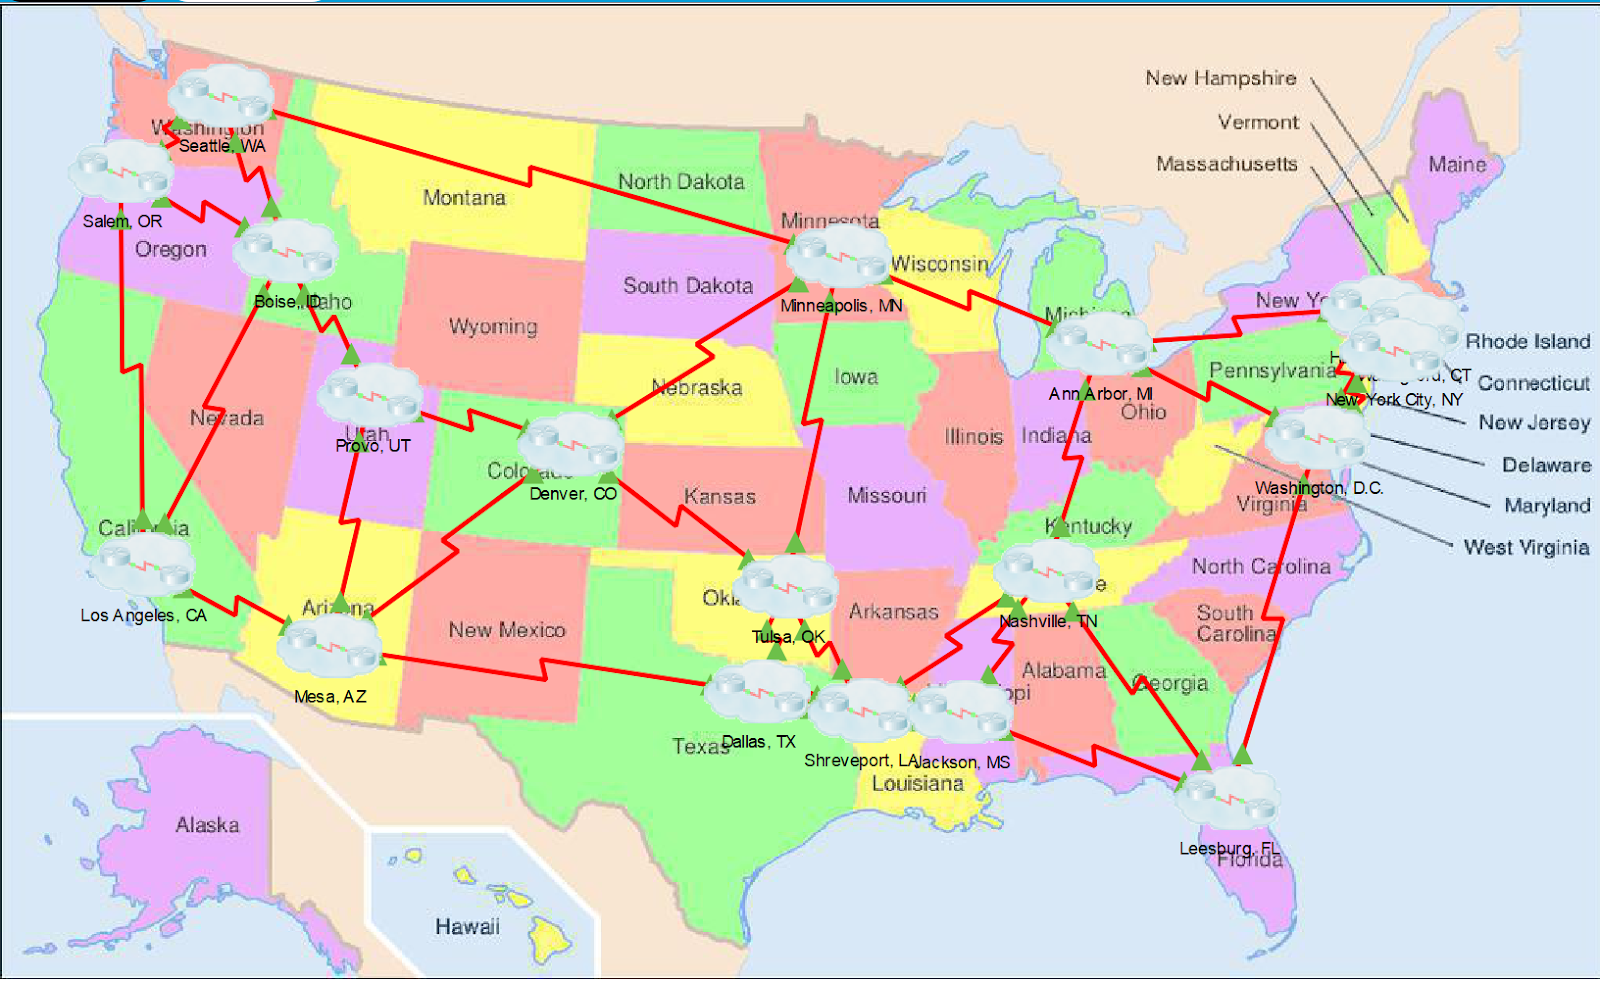 New Hampshire
Vermont
Massachusetts
Maine
Washington
Seattle, WA
Montana
North Dakota
Minnesota
Salem, OR
Oregon
Wisconsin
South Dakota
Minneapolis, MN
Boise, ID
Wyoming
Rhode Island
Pennsylvania
Iowa
Nebraska
Connecticut
Ann Arbor, MI
New York City, NY
Ohio
Nevada
New Jersey
Utah
Provo, UT
Illinois
Indiana
Delaware
Denver, CO
Kansas
Missouri
Washington, D.C.
Virginia
Maryland
Kentucky
West Virginia
North Carolina
Arkansas
South
Carolina
Los Angeles, CA
Arizona
New Mexico
Tulsa, OK
Nashville, TN
Alabama
Georgia
Mesa, AZ
Texas
Dallas, TX
Shreveport, LA
Jackson, MS
Louisiana
Alaska
Leesburg, FL
Florida
Hawaii